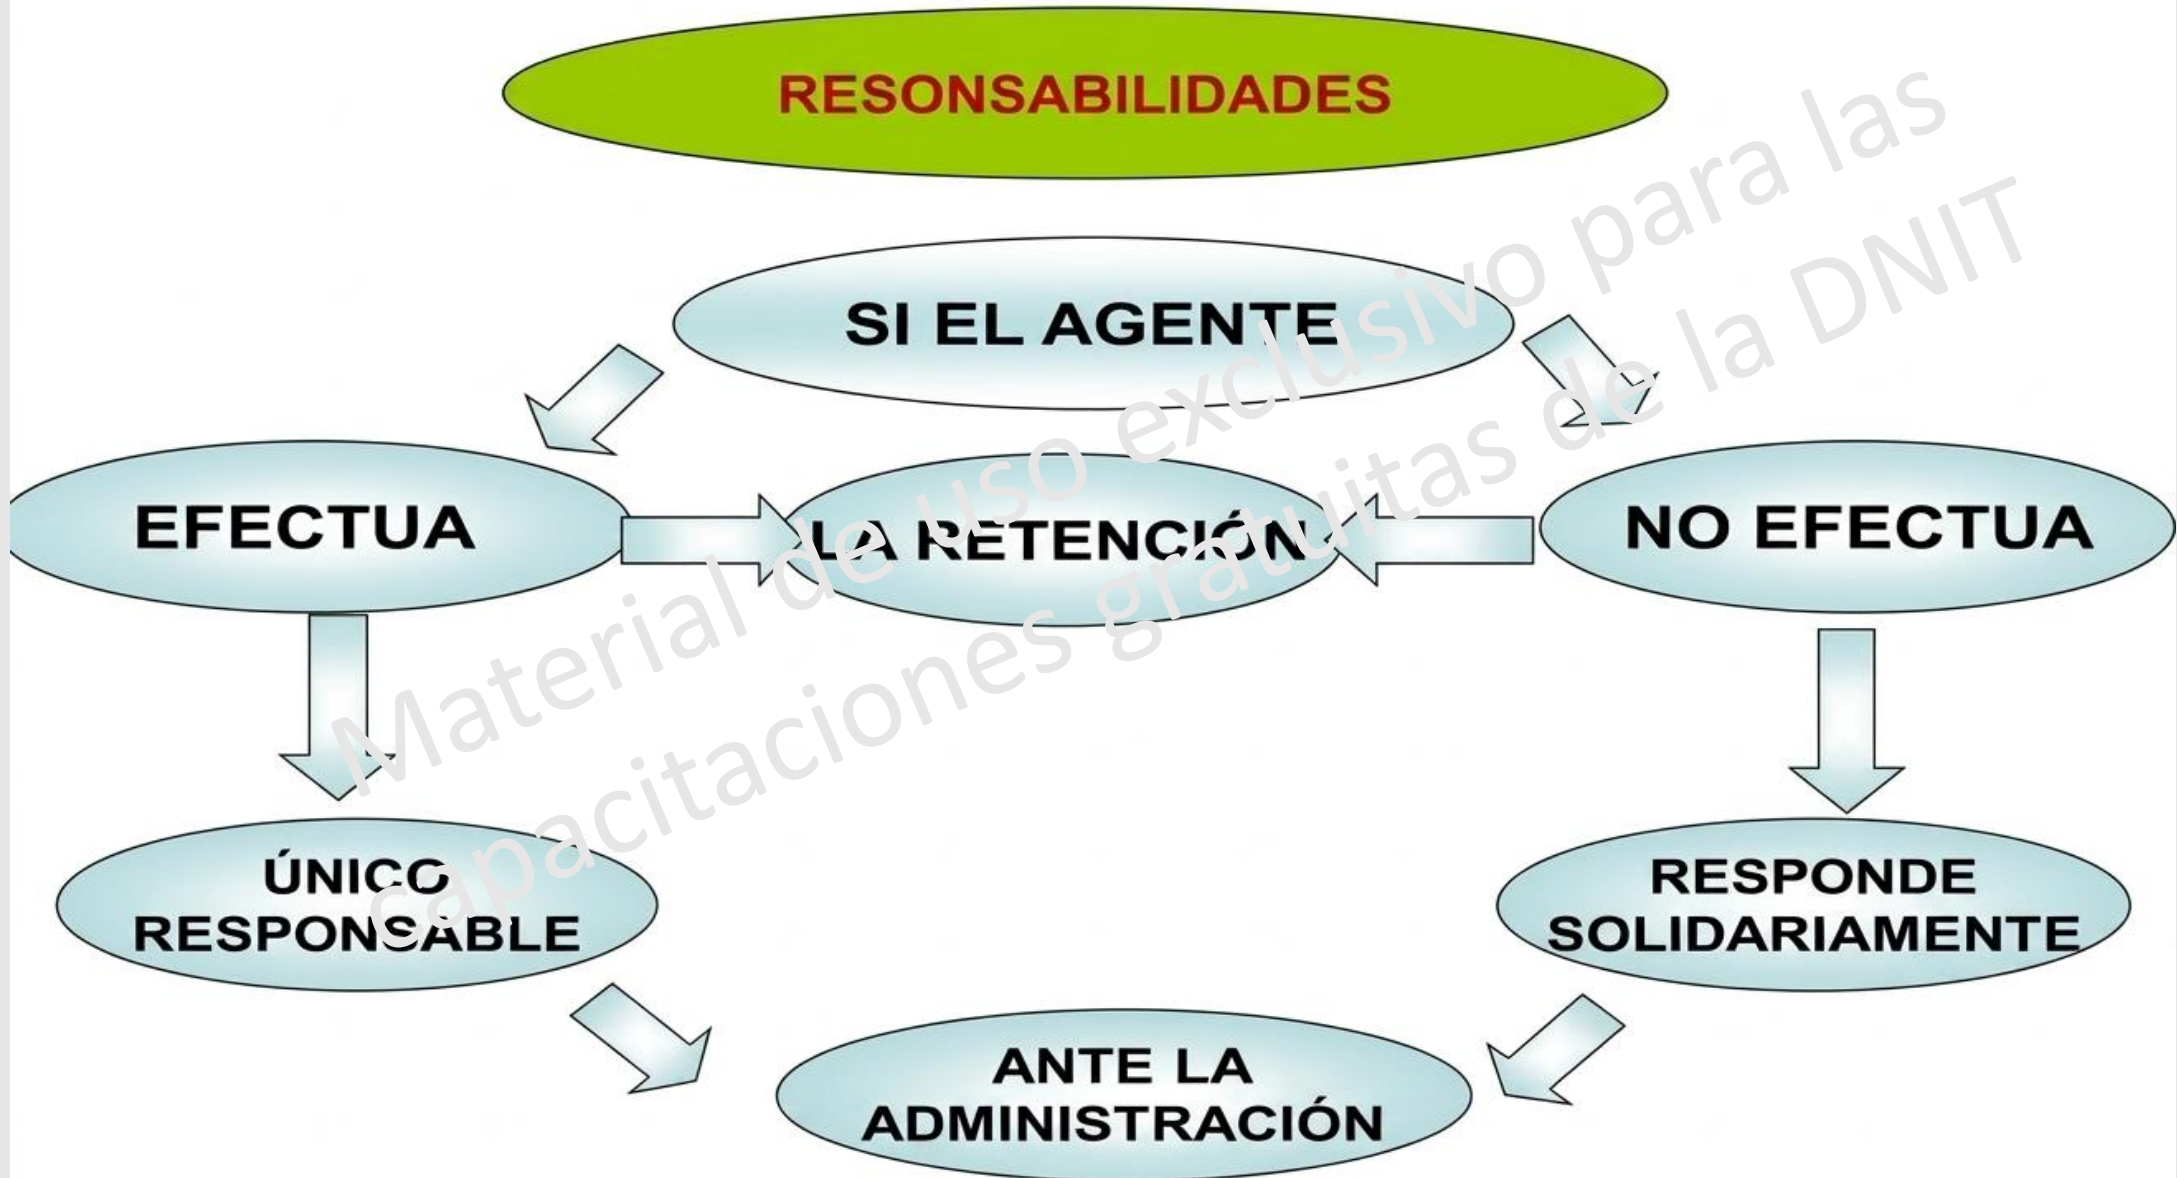 RESONSABILIDADES
SI EL AGENTE
EFECTUA
LA RETENCIÓN
NO EFECTUA
ÚNICO
RESPONSABLE
RESPONDE
SOLIDARIAMENTE
ANTE LA
ADMINISTRACIÓN
Material de uso exclusivo para las
capacitaciones gratuitas de la DNIT